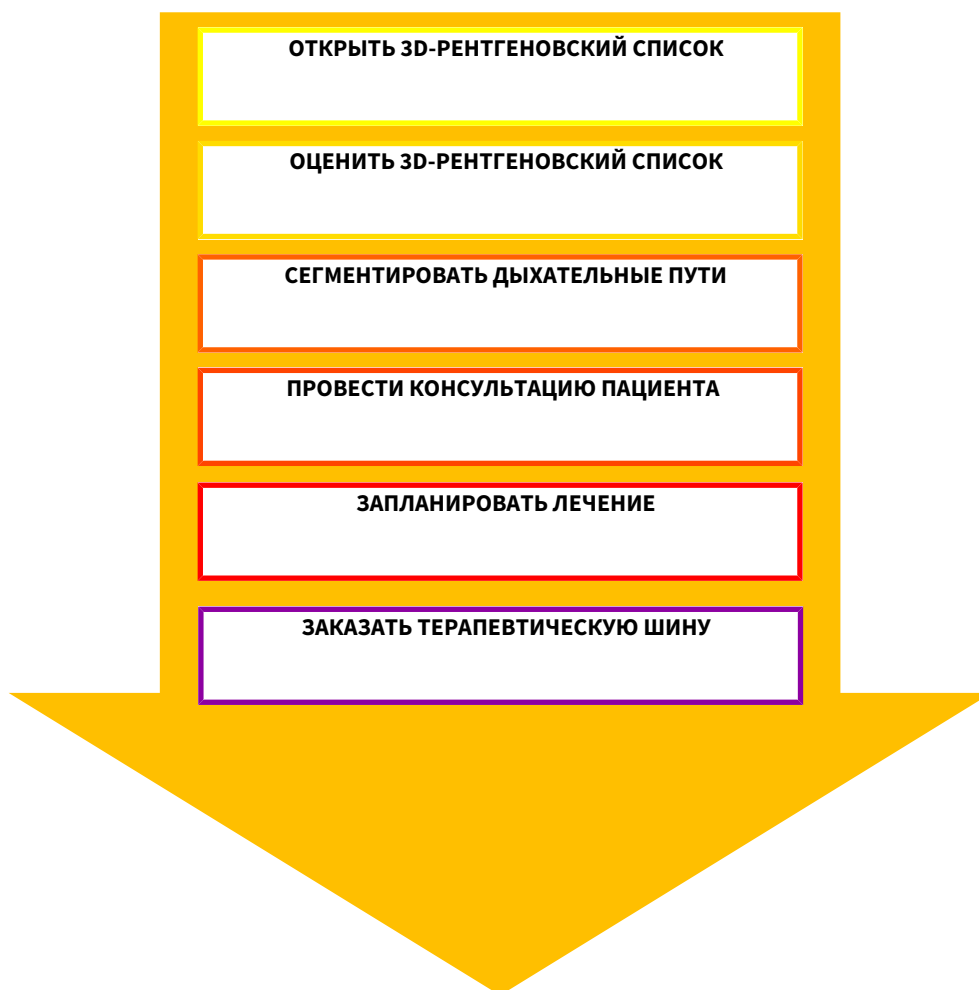 ОТКРЫТЬ 3D-РЕНТГЕНОВСКИЙ СПИСОК
ОЦЕНИТЬ 3D-РЕНТГЕНОВСКИЙ СПИСОК
СЕГМЕНТИРОВАТЬ ДЫХАТЕЛЬНЫЕ ПУТИ
ПРОВЕСТИ КОНСУЛЬТАЦИЮ ПАЦИЕНТА
ЗАПЛАНИРОВАТЬ ЛЕЧЕНИЕ
ЗАКАЗАТЬ ТЕРАПЕВТИЧЕСКУЮ ШИНУ